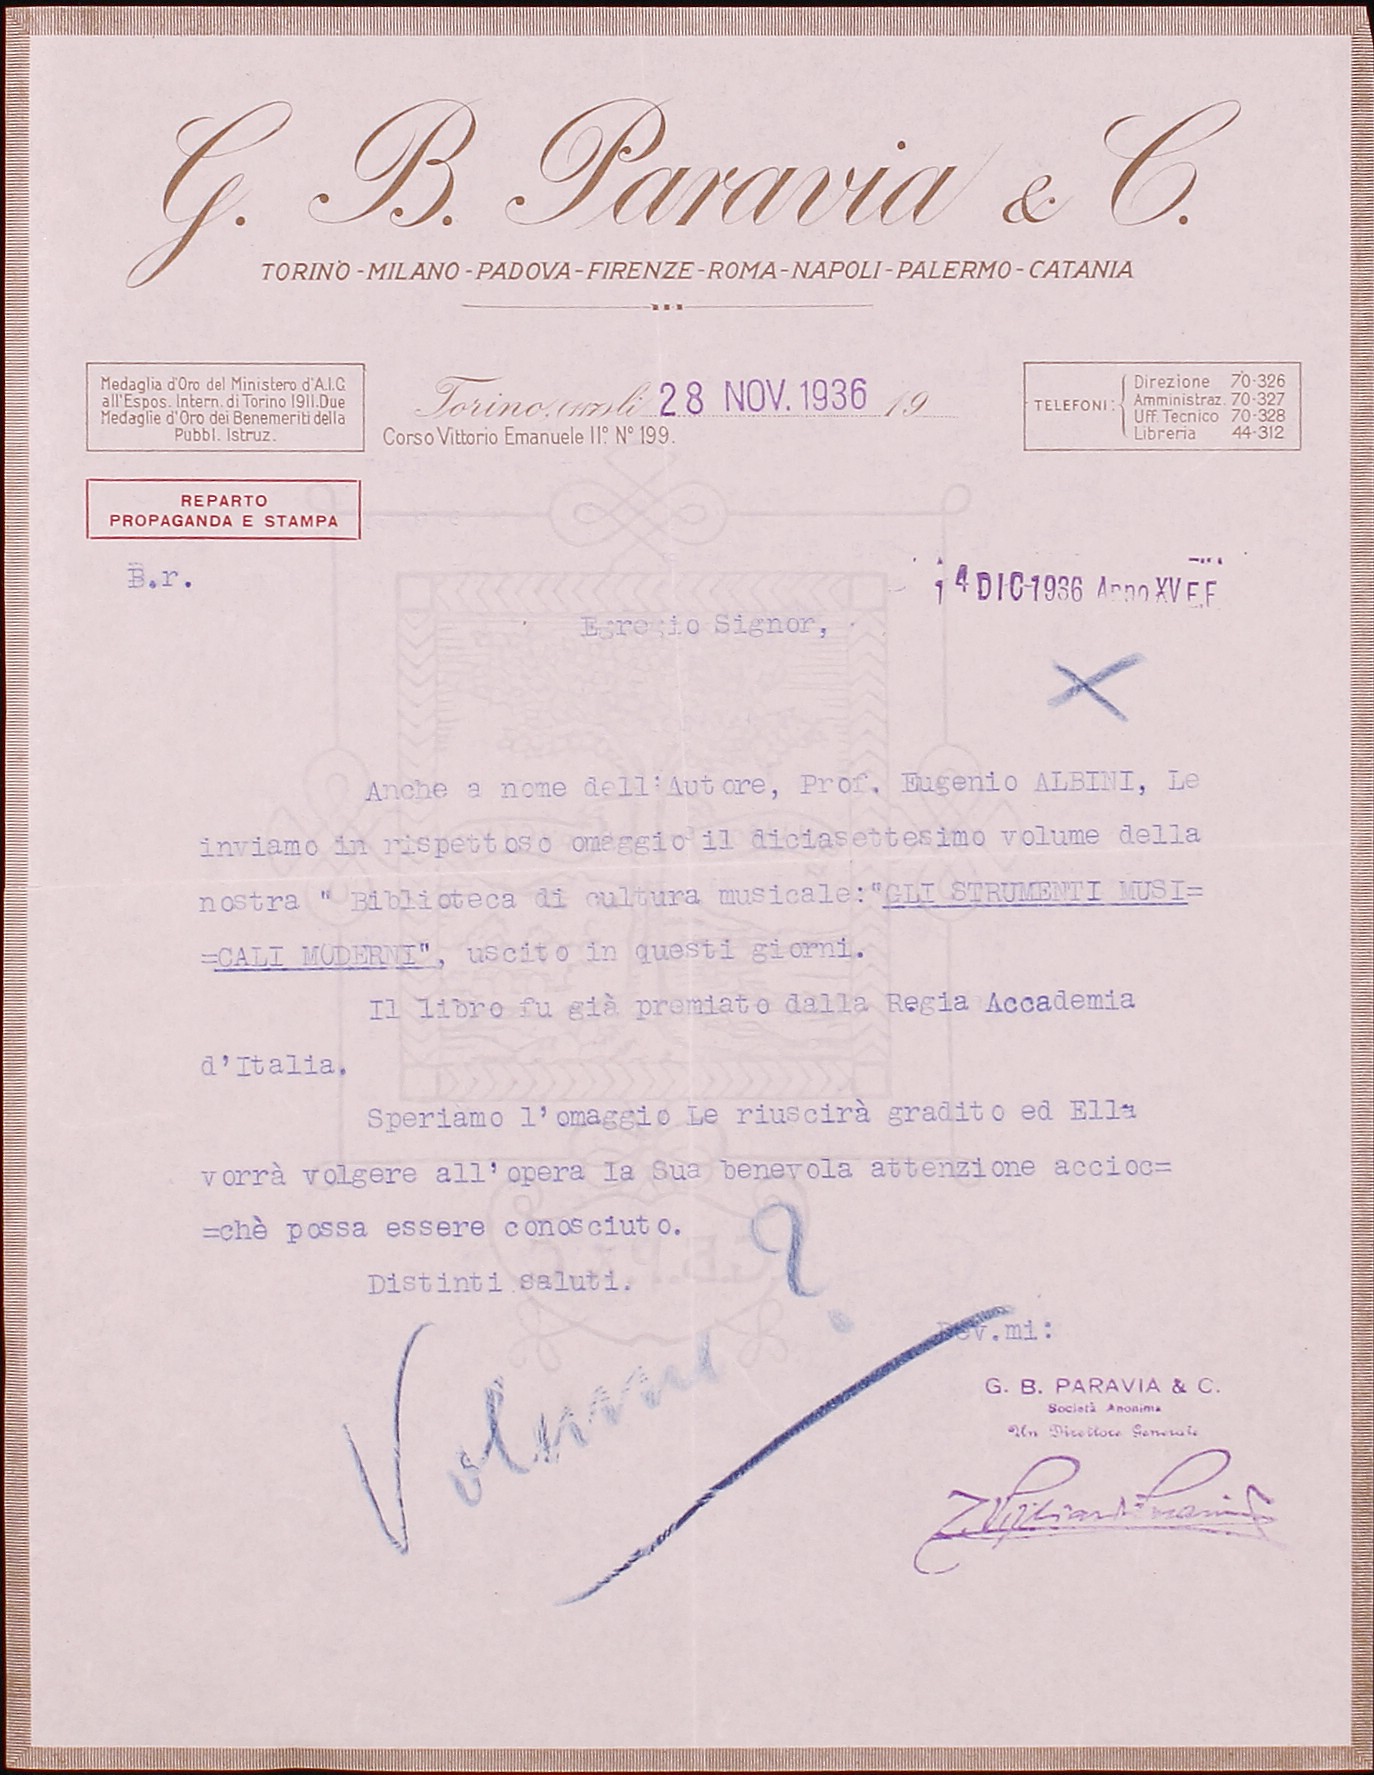 G. B. Paravia & C.
TORINO - MILANO - PADOVA - FIRENZE - ROMA - NAPOLI - PALERMO - CATANIA
Medaglia d'Oro del Ministero d'A.I.C.
all'Espos. Intern. di Torino 1911. Due
Medaglie d'Oro dei Benemeriti della
Pubbl. Istruz.
Torino, li 28 NOV. 1936 19
Corso Vittorio Emanuele II° N° 199.
TELEFONI:
Direzione 70-326
Amministraz. 70-327
Uff. Tecnico 70-328
Libreria 44-312
REPARTO
PROPAGANDA E STAMPA
B.r.
4 DIC 1936 Anno XV E.F.
Egregio Signor,
Anche a nome dell'Autore, Prof. Eugenio ALBINI, Le
inviamo in rispettoso omaggio il diciasettesimo volume della
nostra " Biblioteca di cultura musicale:"GLI STRUMENTI MUSI=
=CALI MODERNI", uscito in questi giorni.
Il libro fu già premiato dalla Regia Accademia
d'Italia.
Speriamo l'omaggio Le riuscirà gradito ed Ella
vorrà volgere all'opera la Sua benevola attenzione accioc=
=chè possa essere conosciuto.
Distinti saluti.
Volume ?
Dev.mi:
G. B. PARAVIA & C.
Società Anonima
Un Direttore Generale